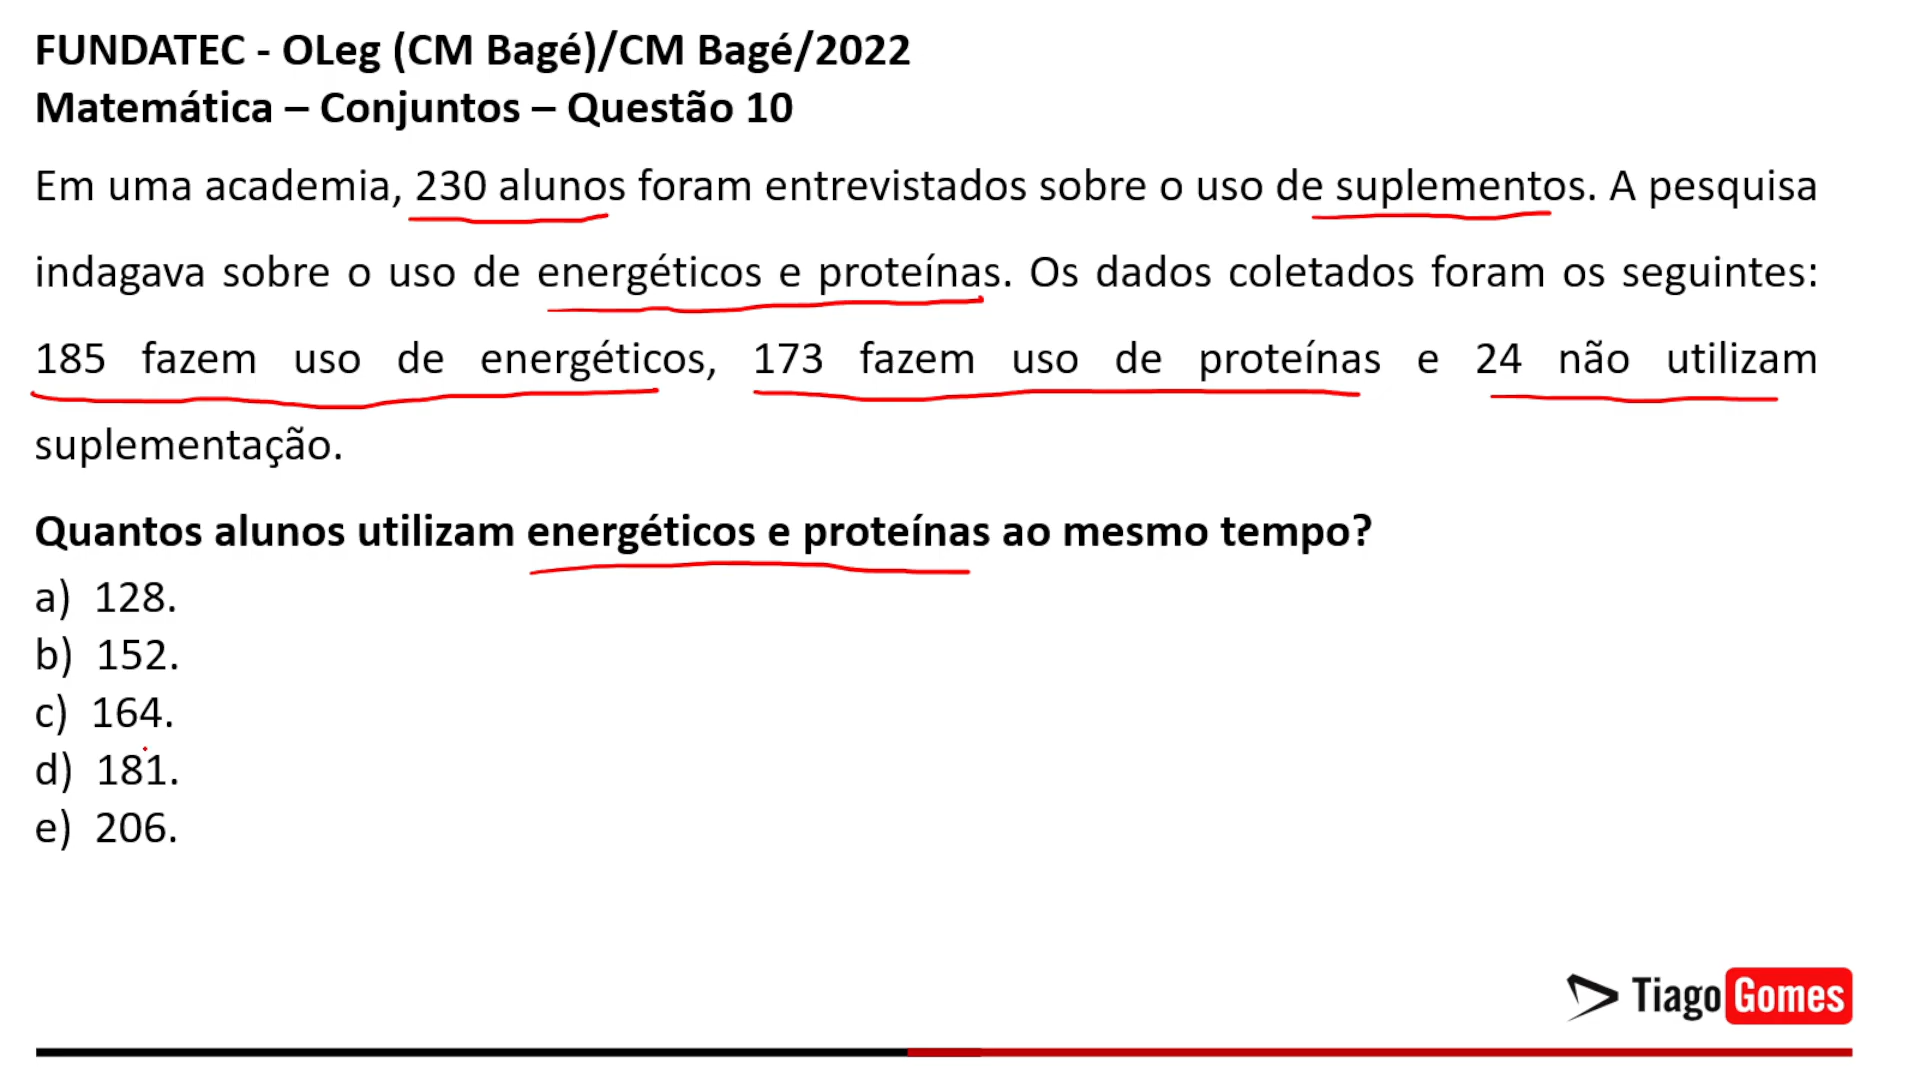 FUNDATEC - OLeg (CM Bagé)/CM Bagé/2022
Matemática – Conjuntos – Questão 10
Em uma academia, 230 alunos foram entrevistados sobre o uso de suplementos. A pesquisa
indagava sobre o uso de energéticos e proteínas. Os dados coletados foram os seguintes:
185 fazem uso de energéticos, 173 fazem uso de proteínas e 24 não utilizam
suplementação.
Quantos alunos utilizam energéticos e proteínas ao mesmo tempo?
a) 128.
b) 152.
c) 164.
d) 181.
e) 206.
Tiago Gomes